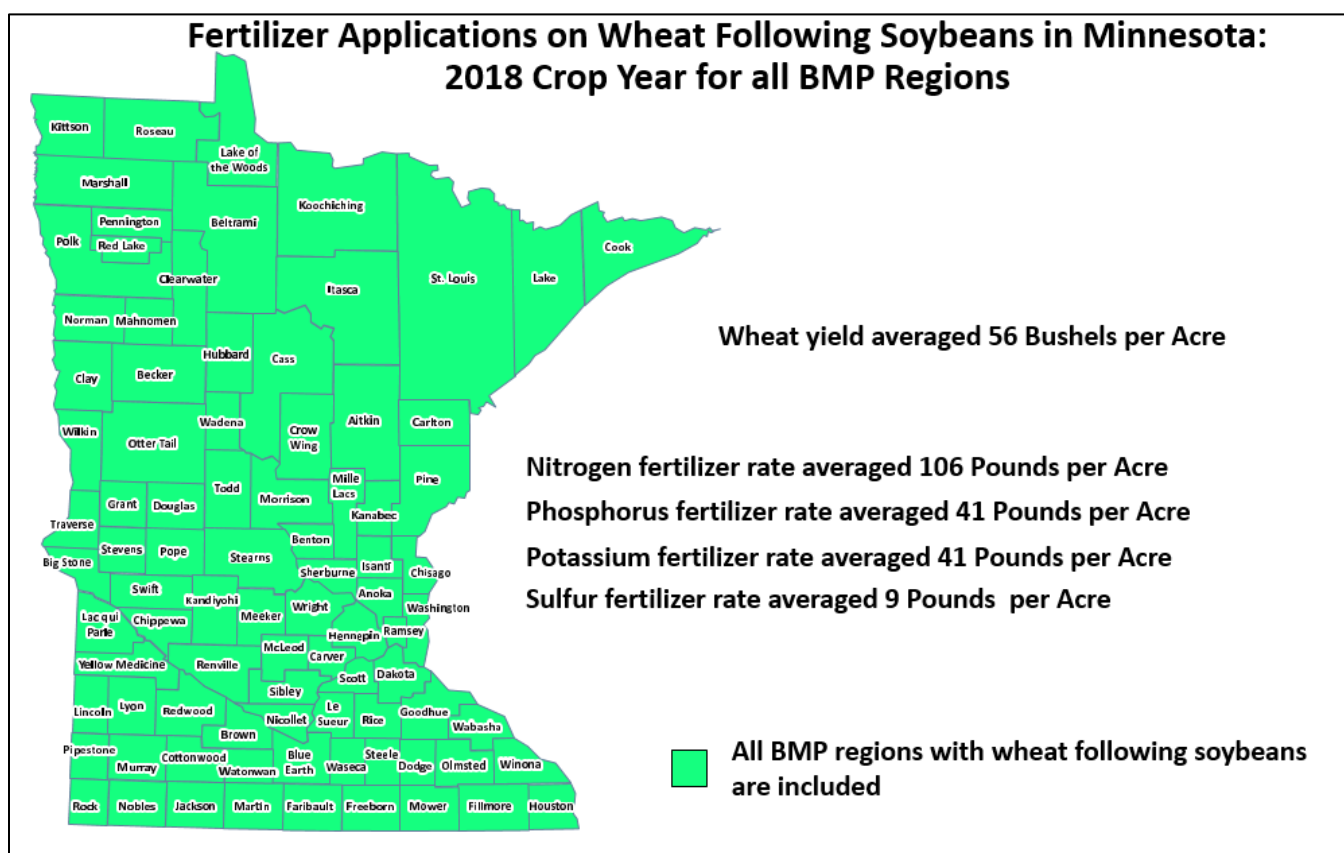 Fertilizer Applications on Wheat Following Soybeans in Minnesota:
2018 Crop Year for all BMP Regions
Kittson
Roseau
Lake of
the Woods
Marshall
Koochiching
Pennington
Beltrami
Polk
Red Lake
Cook
Clearwater
St. Louis
Lake
Itasca
Norman
Mahnomen
Hubbard
Cass
Clay
Becker
Wadena
Aitkin
Carlton
Wilkin
Otter Tail
Crow
Wing
Mille
Lacs
Pine
Todd
Morrison
Grant
Douglas
Kanabec
Traverse
Benton
Stevens
Pope
Stearns
Big Stone
Sherburne
Isanti
Chisago
Swift
Kandiyohi
Anoka
Wright
Washington
Lac qui
Parle
Chippewa
Meeker
Hennepin
Ramsey
McLeod
Carver
Yellow Medicine
Renville
Scott
Dakota
Sibley
Lincoln
Lyon
Redwood
Nicollet
Le
Sueur
Rice
Goodhue
Wabasha
Brown
Pipestone
Murray
Cottonwood
Watonwan
Blue
Earth
Waseca
Steele
Dodge
Olmsted
Winona
Rock
Nobles
Jackson
Martin
Faribault
Freeborn
Mower
Fillmore
Houston
Wheat yield averaged 56 Bushels per Acre
Nitrogen fertilizer rate averaged 106 Pounds per Acre
Phosphorus fertilizer rate averaged 41 Pounds per Acre
Potassium fertilizer rate averaged 41 Pounds per Acre
Sulfur fertilizer rate averaged 9 Pounds per Acre
All BMP regions with wheat following soybeans
are included